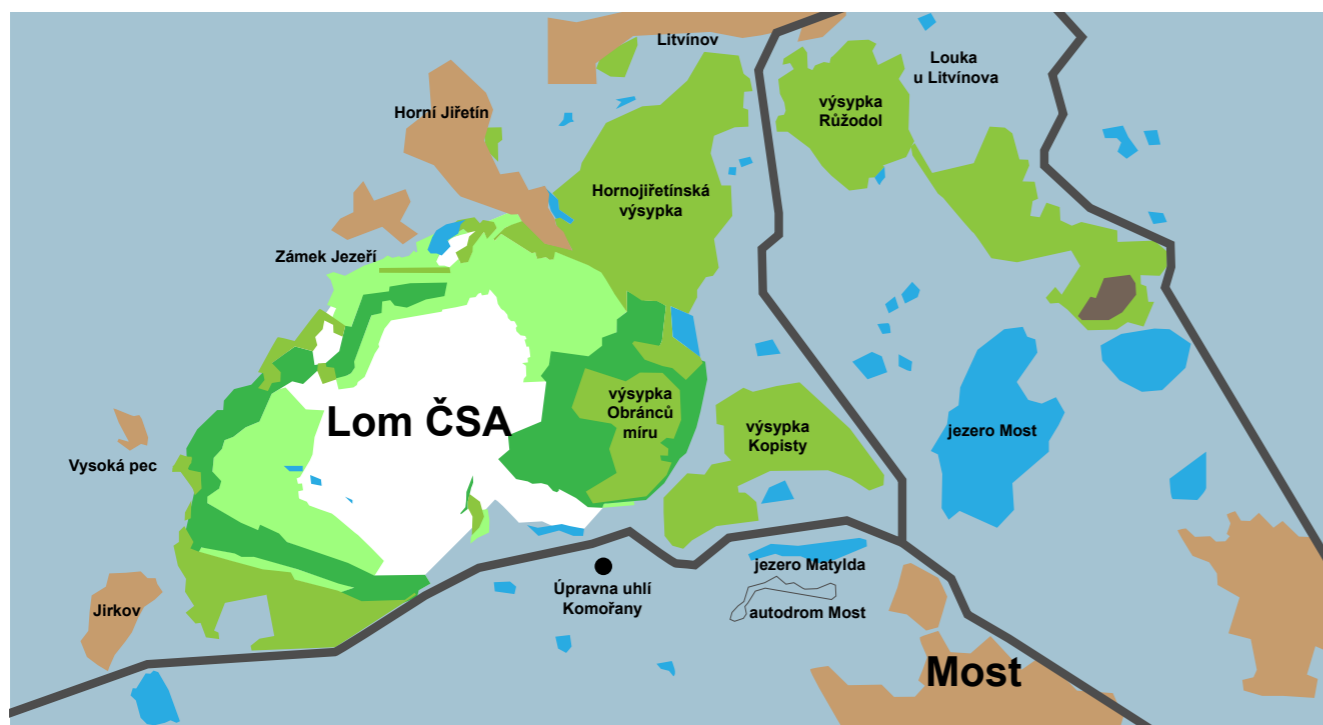 Litvínov
Louka
u Litvínova
Horní Jiřetín
výsypka
Růžodol
Hornojiřetínská
výsypka
Zámek Jezeří
Lom ČSA
výsypka
Obránců
míru
výsypka
Kopisty
jezero Most
Vysoká pec
jezero Matylda
Úpravna uhlí
Komořany
autodrom Most
Jirkov
Most